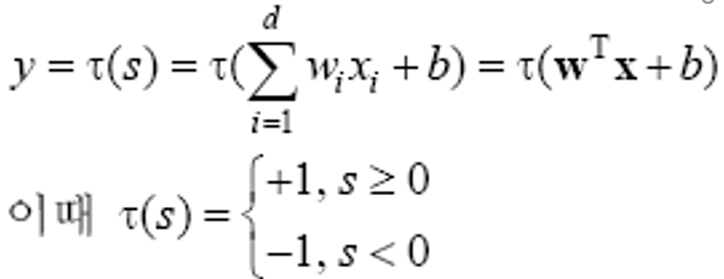 y = τ(s) = τ(∑_{i=1}^{d} w_i x_i + b) = τ(𝐰^T 𝐱 + b)
이때 τ(s) = { +1, s ≥ 0
−1, s < 0